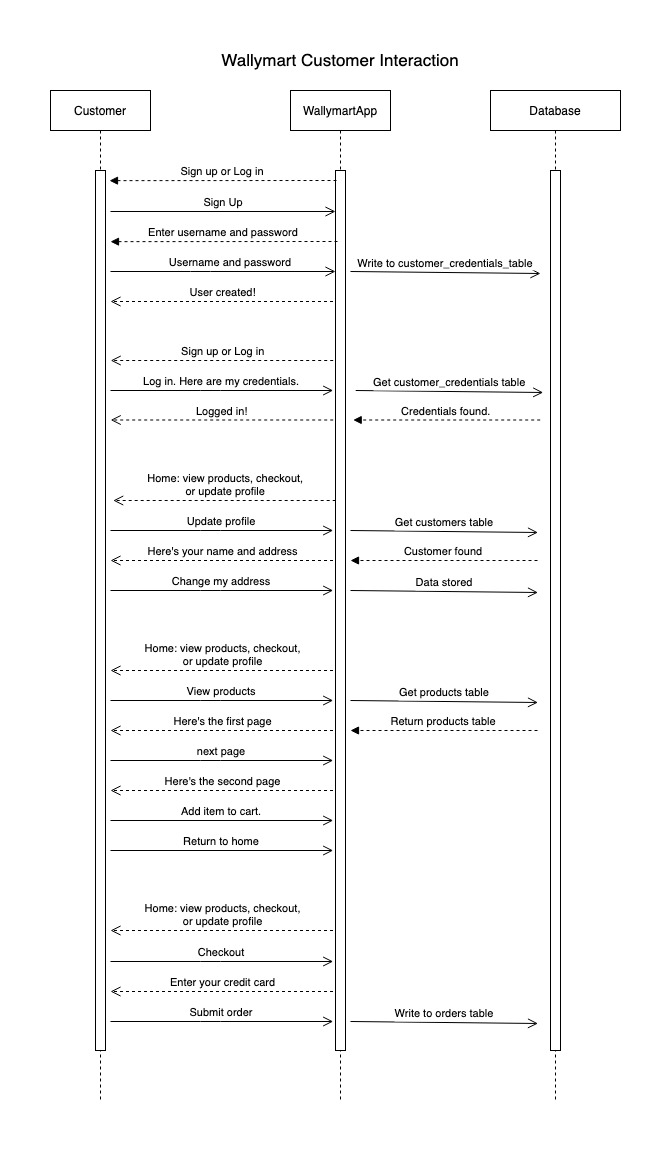 Wallymart Customer Interaction
Customer
WallymartApp
Database
Sign up or Log in
Sign Up
Enter username and password
Username and password
Write to customer_credentials_table
User created!
Sign up or Log in
Log in. Here are my credentials.
Get customer_credentials table
Logged in!
Credentials found.
Home: view products, checkout,
or update profile
Update profile
Get customers table
Here's your name and address
Customer found
Change my address
Data stored
Home: view products, checkout,
or update profile
View products
Get products table
Here's the first page
Return products table
next page
Here's the second page
Add item to cart.
Return to home
Home: view products, checkout,
or update profile
Checkout
Enter your credit card
Submit order
Write to orders table